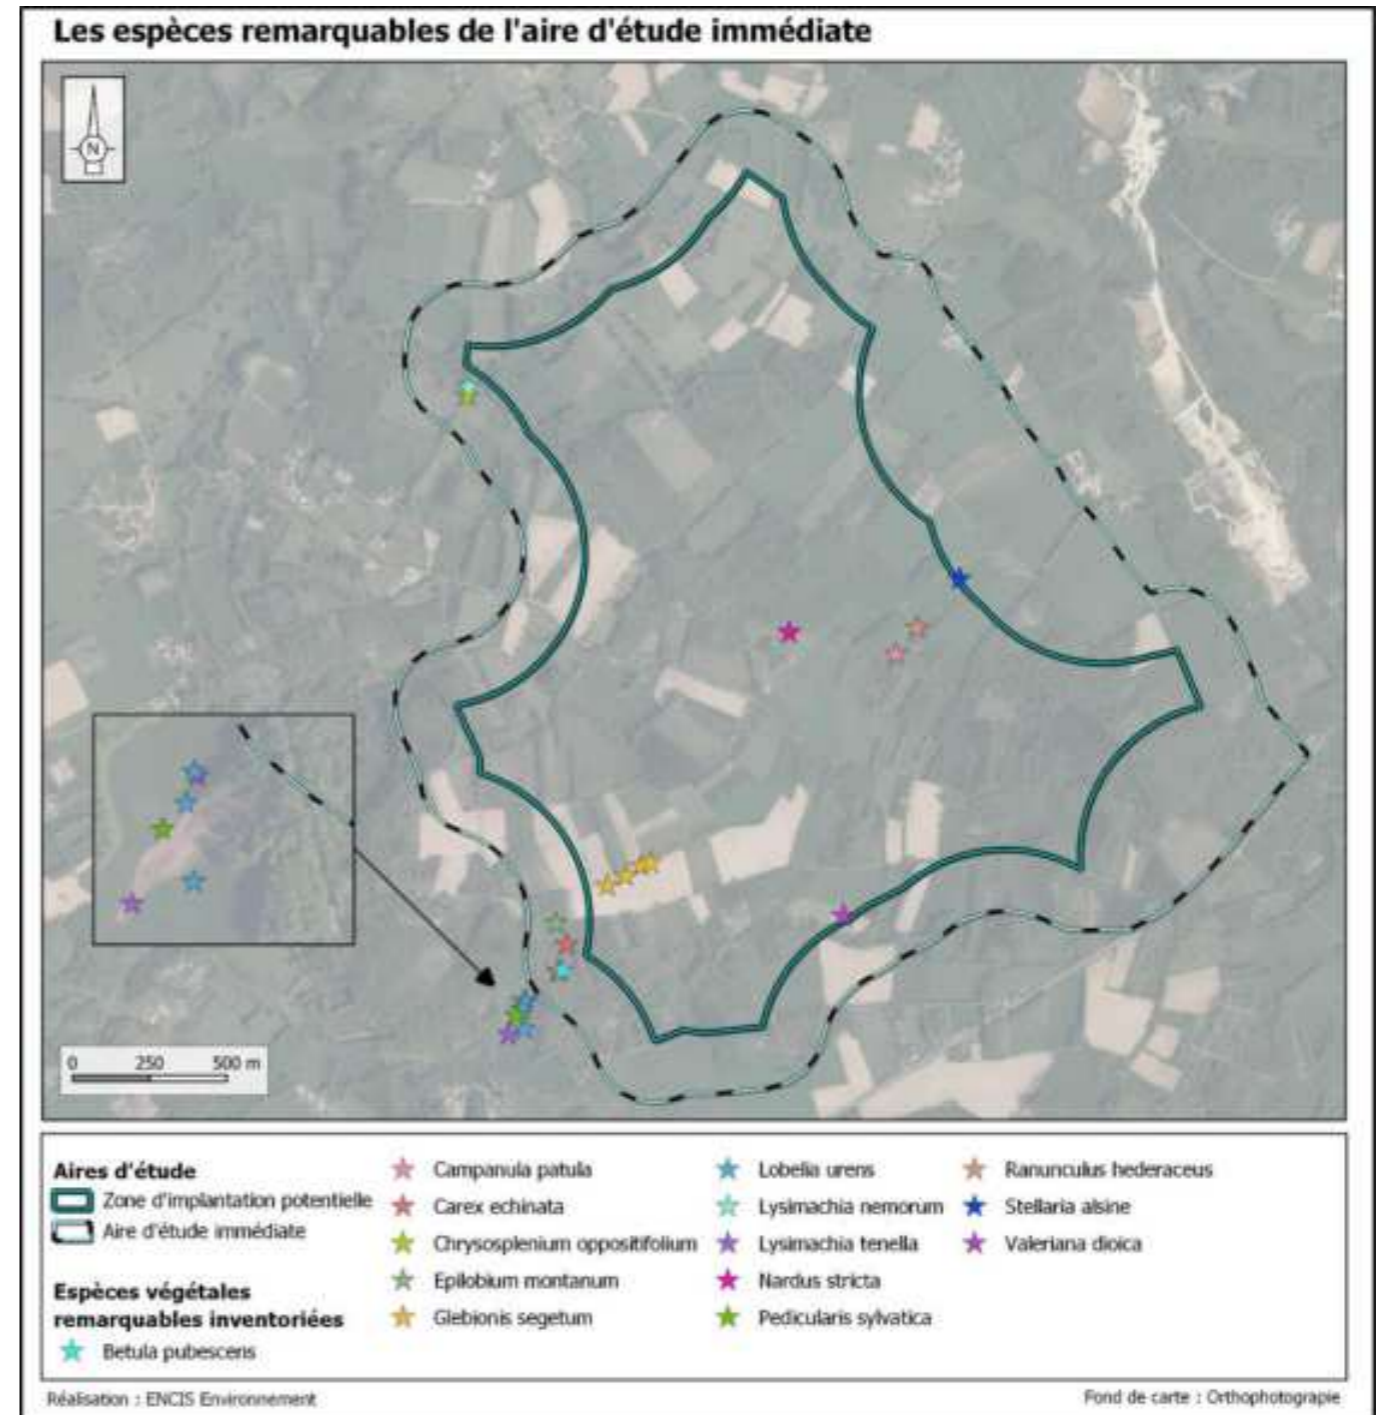 Les espèces remarquables de l'aire d'étude immédiate
N
0 250 500 m
Aires d'étude
Zone d'implantation potentielle
Aire d'étude immédiate
Espèces végétales
remarquables inventoriées
Betula pubescens
Campanula patula
Carex echinata
Chrysosplenium oppositifolium
Epilobium montanum
Glebionis segetum
Lobelia urens
Lysimachia nemorum
Lysimachia tenella
Nardus stricta
Pedicularis sylvatica
Ranunculus hederaceus
Stellaria alsine
Valeriana dioica
Réalisation : ENCIS Environnement
Fond de carte : Orthophotograpie